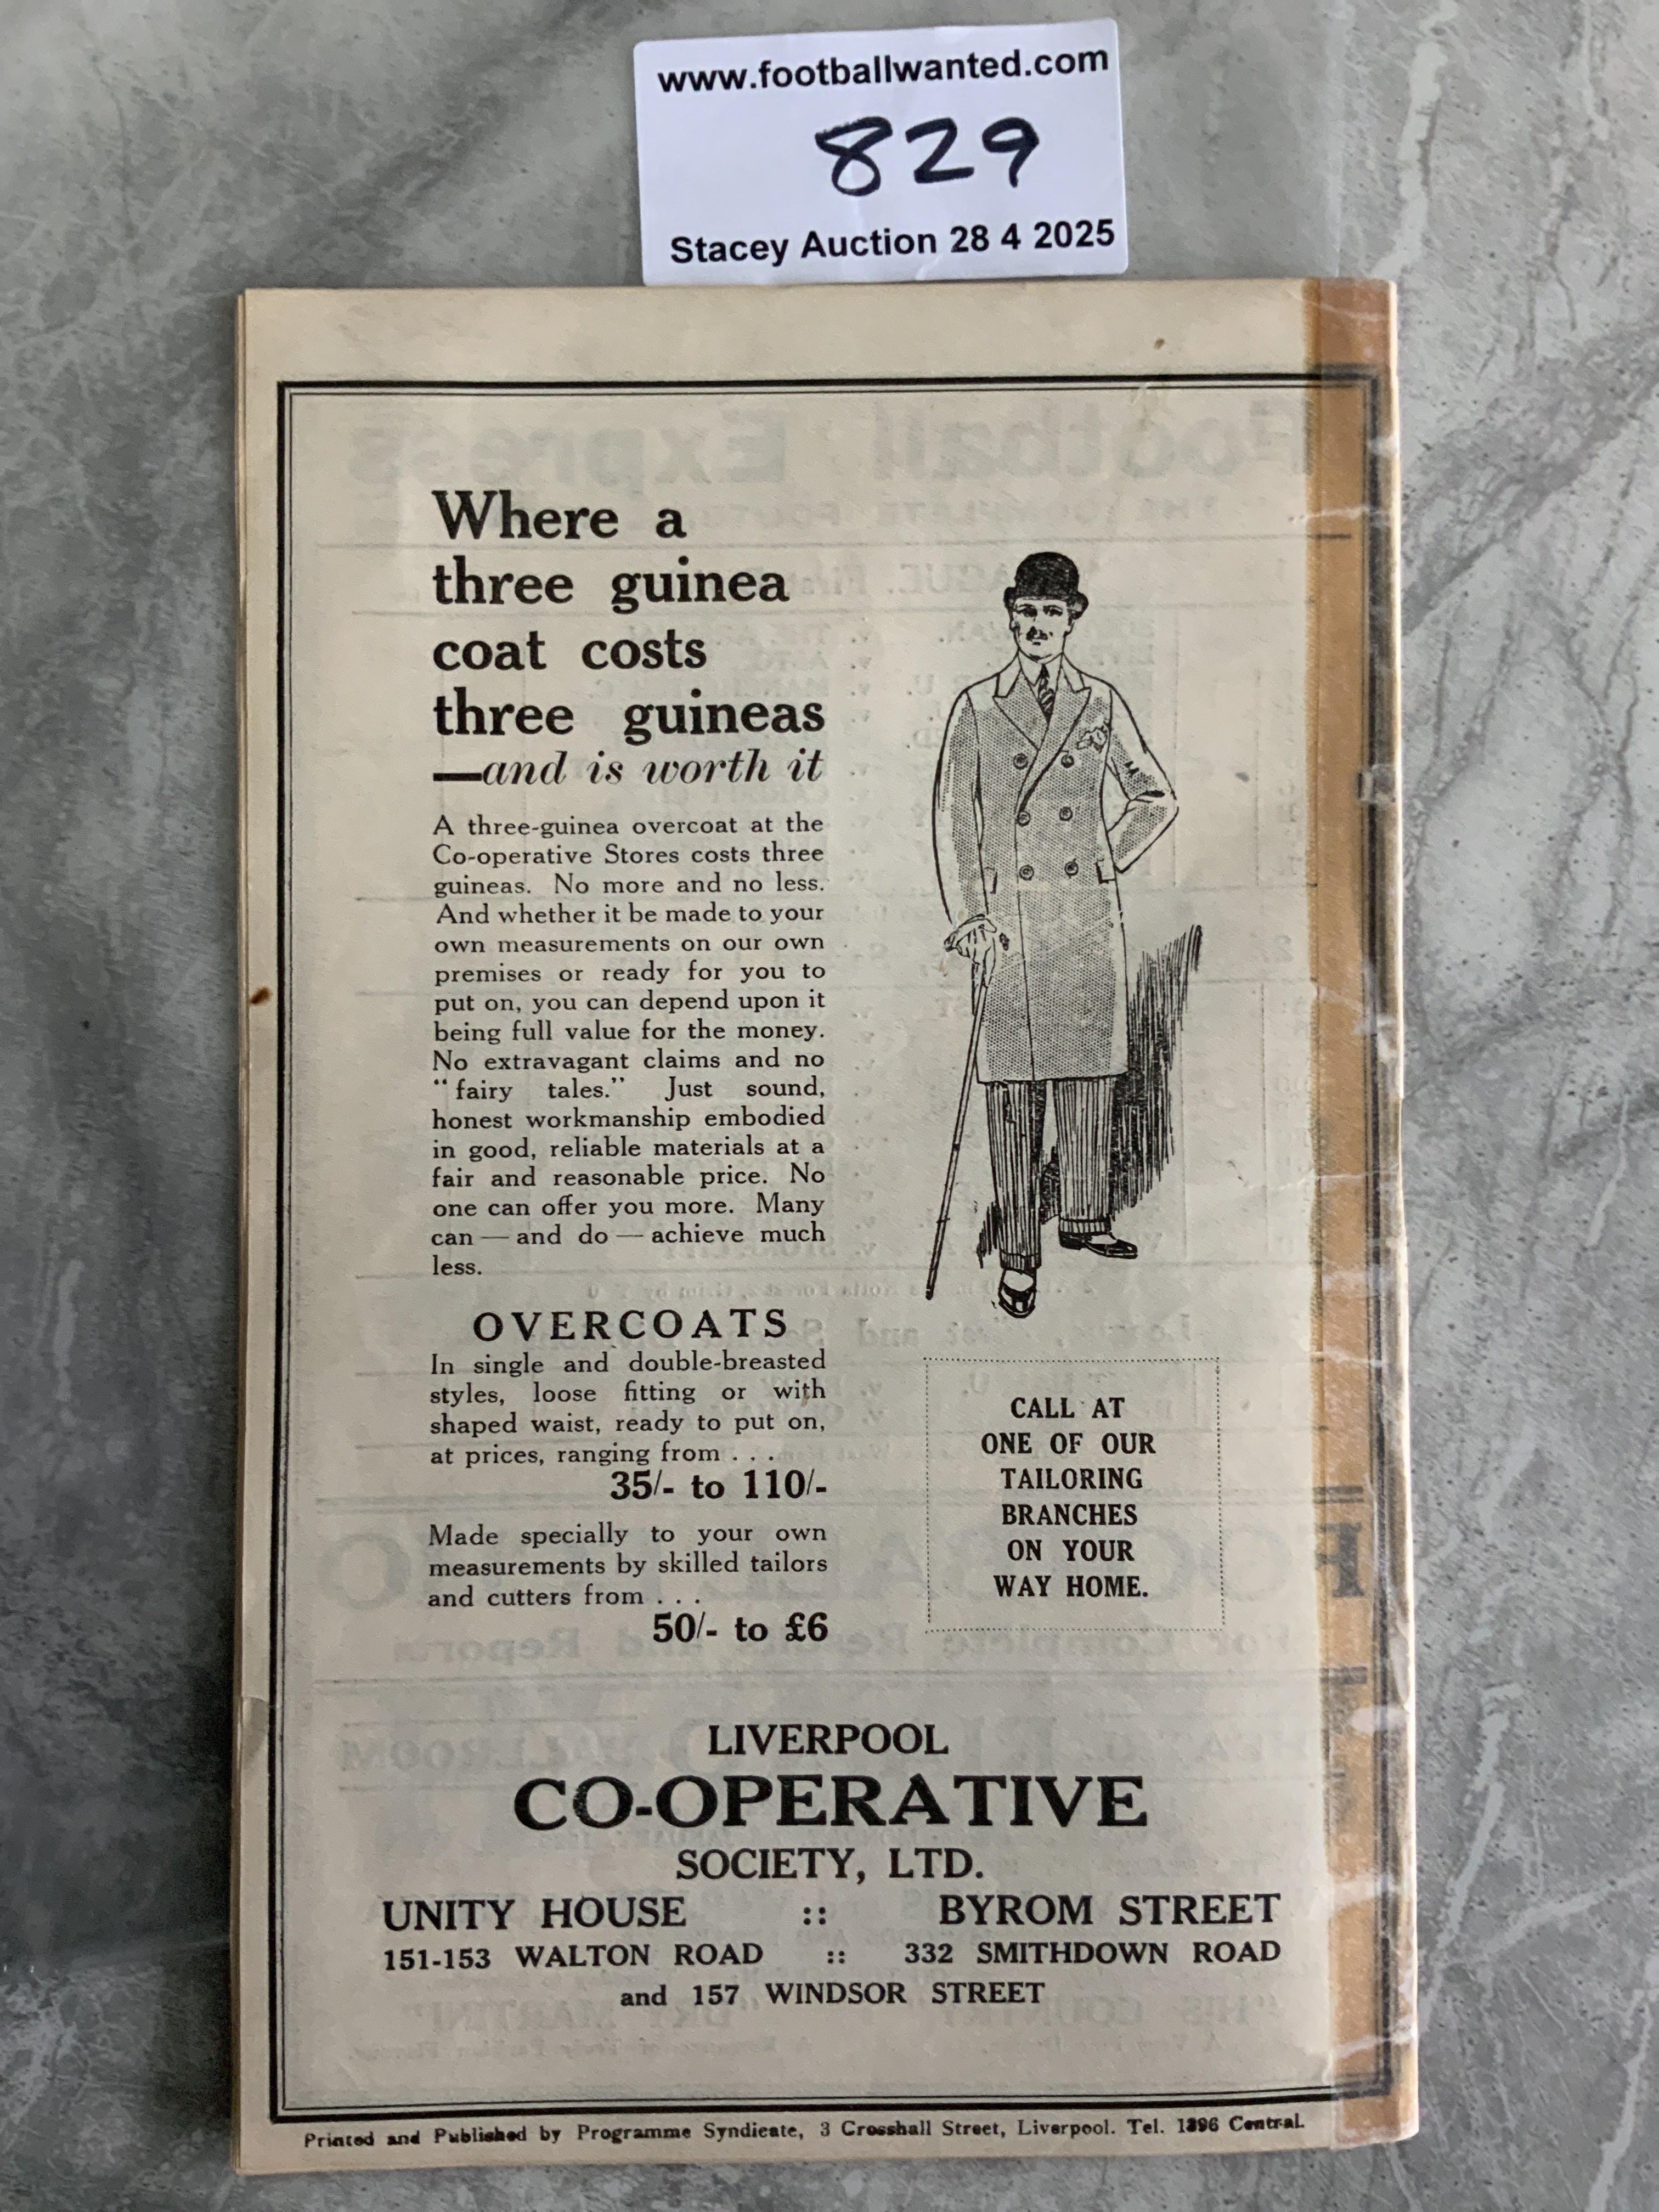 www.footballwanted.com
829
Stacey Auction 28 4 2025
Football Express
Where a
three guinea
coat costs
three guineas
—and is worth it
A three-guinea overcoat at the
Co-operative Stores costs three
guineas. No more and no less.
And whether it be made to your
own measurements on our own
premises or ready for you to
put on, you can depend upon it
being full value for the money.
No extravagant claims and no
"fairy tales." Just sound,
honest workmanship embodied
in good, reliable materials at a
fair and reasonable price. No
one can offer you more. Many
can — and do — achieve much
less.
OVERCOATS
In single and double-breasted
styles, loose fitting or with
shaped waist, ready to put on,
at prices, ranging from . . .
35/- to 110/-
Made specially to your own
measurements by skilled tailors
and cutters from . . .
50/- to £6
CALL AT
ONE OF OUR
TAILORING
BRANCHES
ON YOUR
WAY HOME.
LIVERPOOL
CO-OPERATIVE
SOCIETY, LTD.
UNITY HOUSE :: BYROM STREET
151-153 WALTON ROAD :: 332 SMITHDOWN ROAD
and 157 WINDSOR STREET
Printed and Published by Programme Syndicate, 3 Crosshall Street, Liverpool. Tel. 1896 Central.